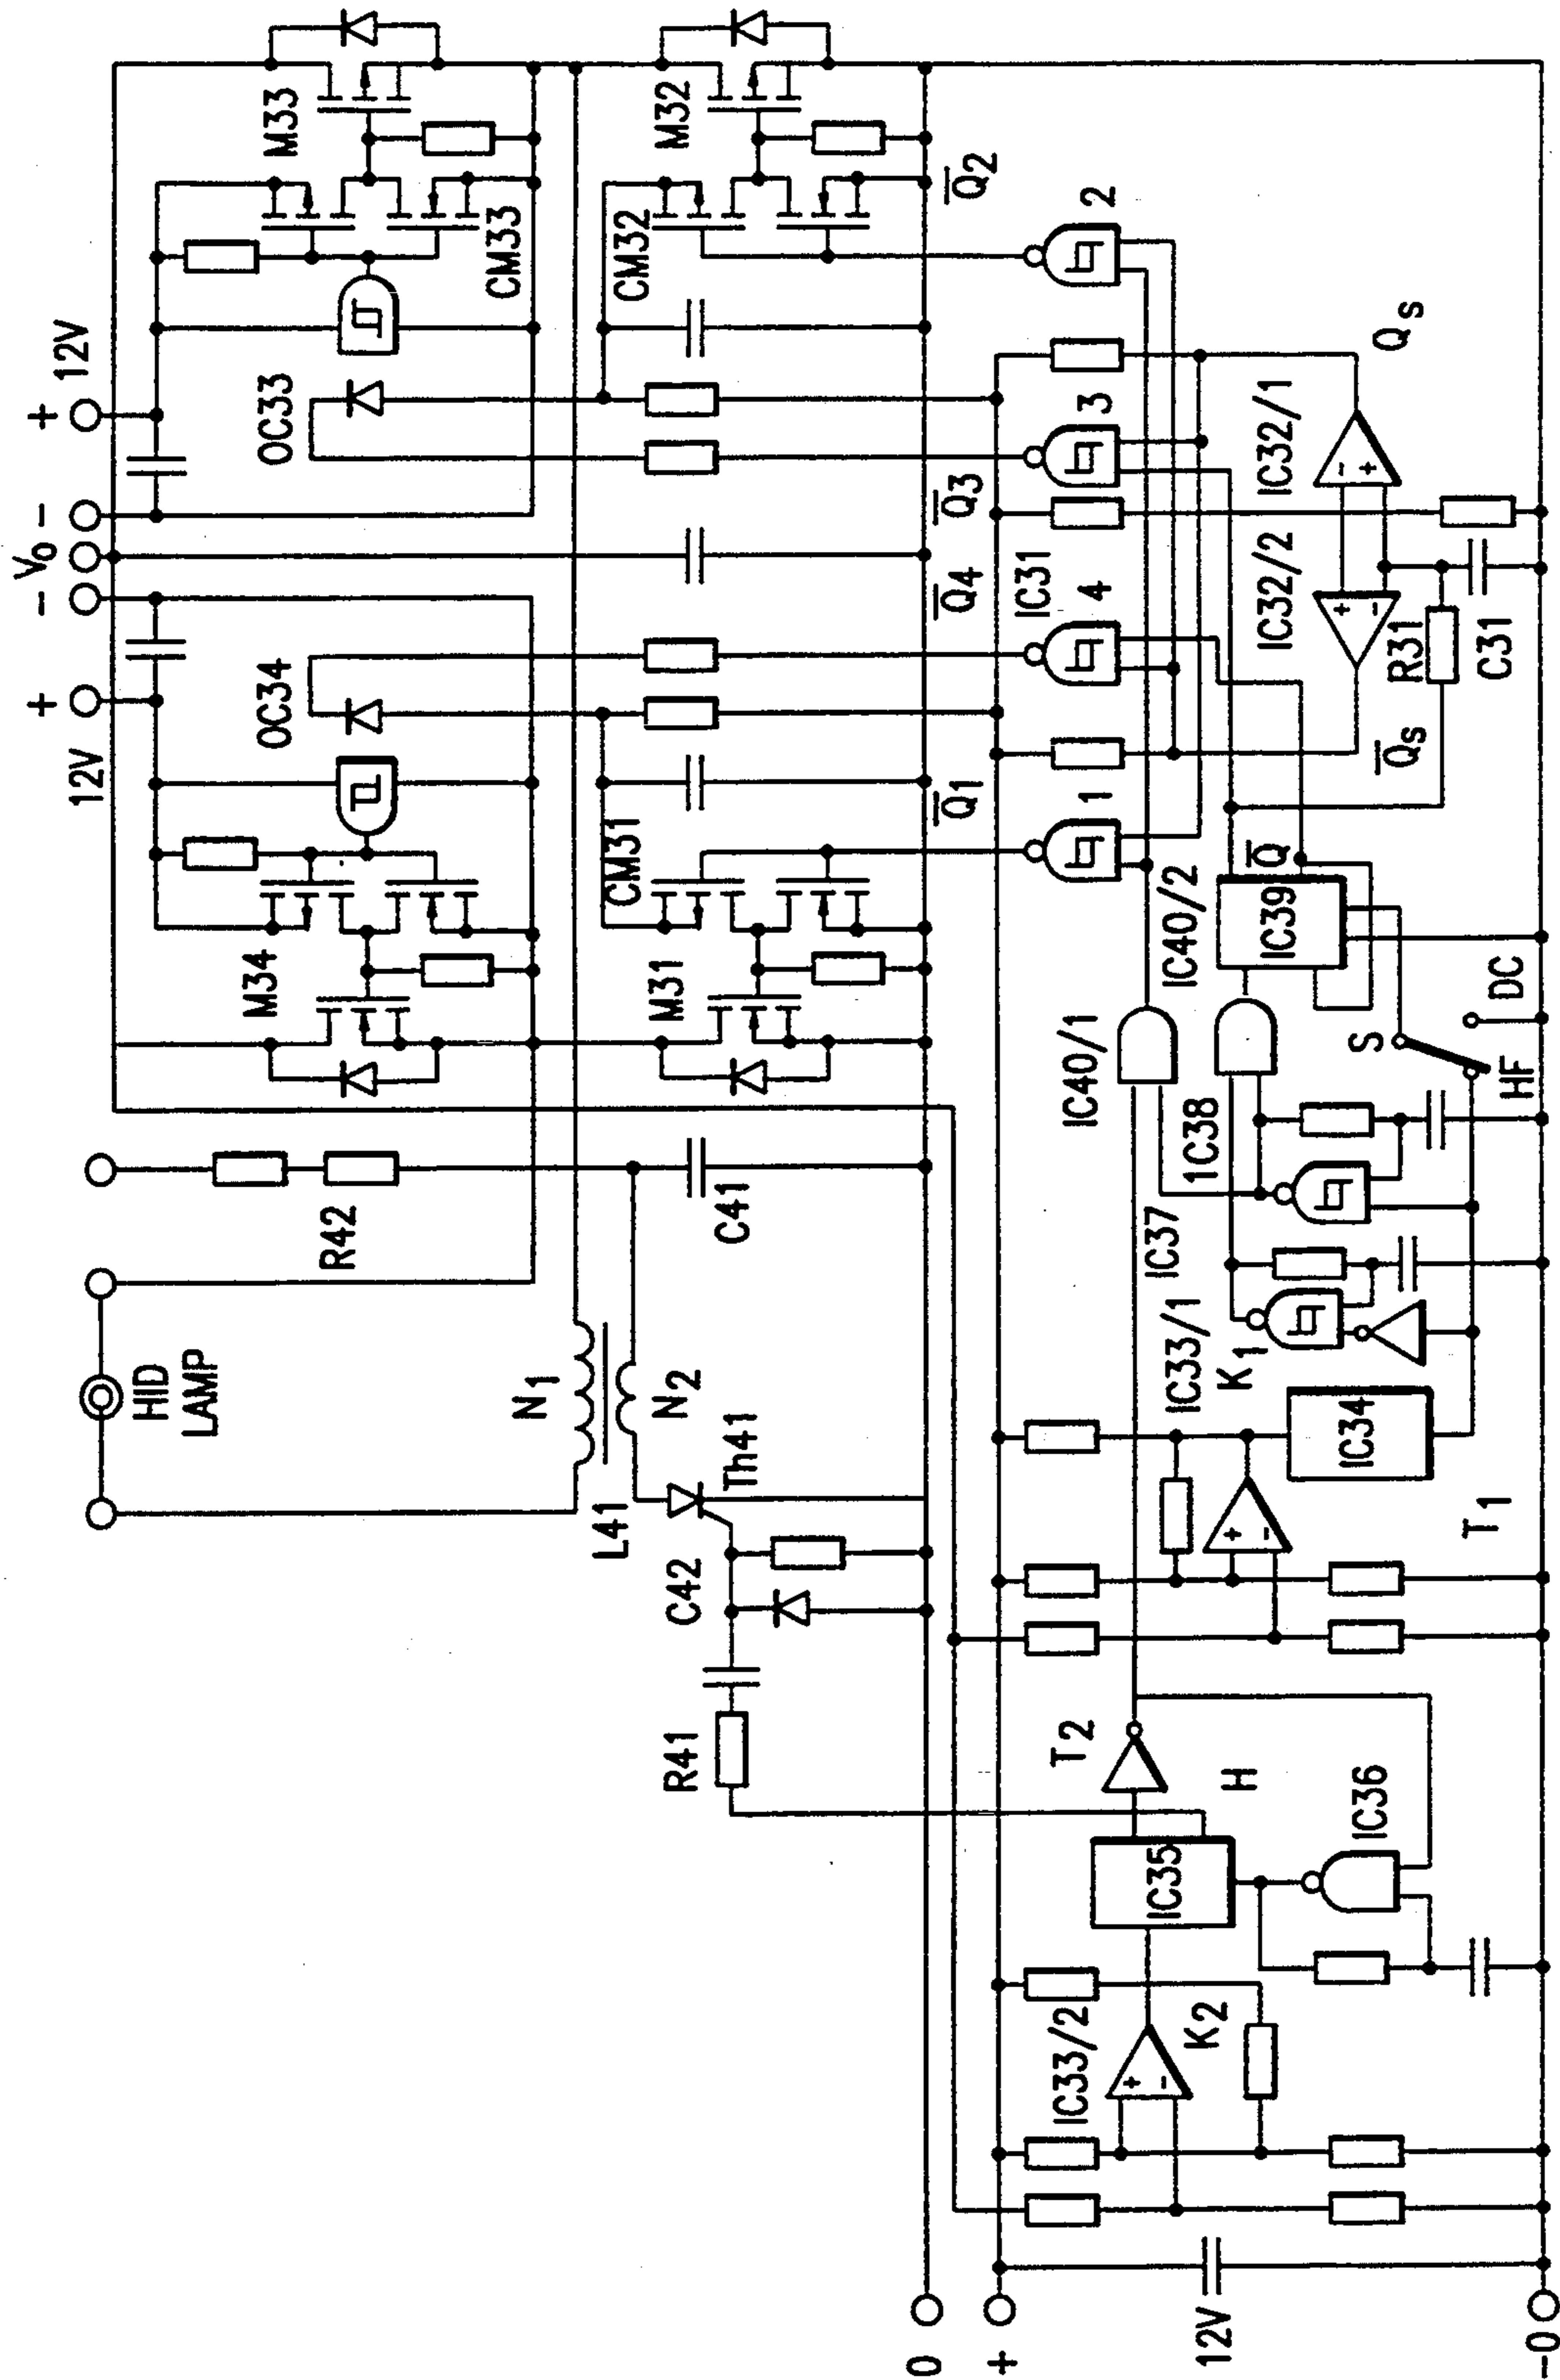 12V
+
-
V0
-
+
12V
M33
CM33
OC33
OC34
M34
HID
LAMP
R42
N1
N2
L41
Th41
C41
C42
R41
M32
CM32
CM31
M31
Q̅2
Q̅3
Q̅4
Q̅1
2
3
4
1
IC31
Qs
Q̅s
IC32/1
+
-
IC32/2
+
-
R31
C31
IC40/2
IC39
Q̅
IC40/1
S
DC
HF
1C38
IC37
IC33/1
K1
IC34
T1
+
-
T2
H
IC35
IC36
IC33/2
K2
+
-
0
+
12V
-0